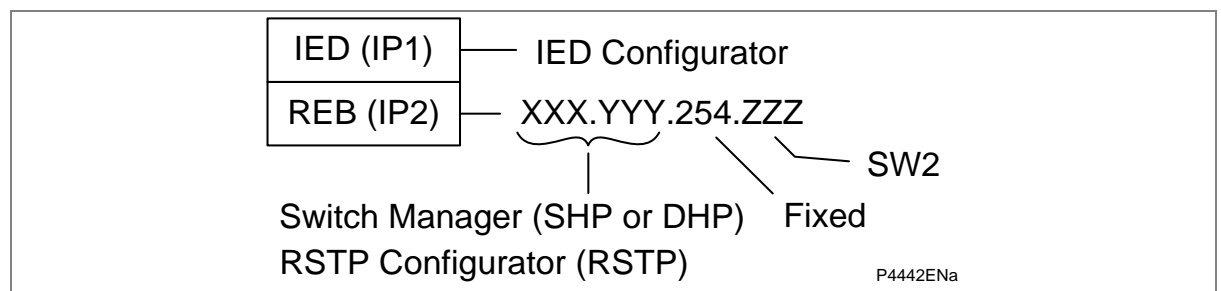 IED (IP1) IED Configurator
REB (IP2) XXX.YYY.254.ZZZ
SW2
Switch Manager (SHP or DHP) Fixed
RSTP Configurator (RSTP)
P4442ENa